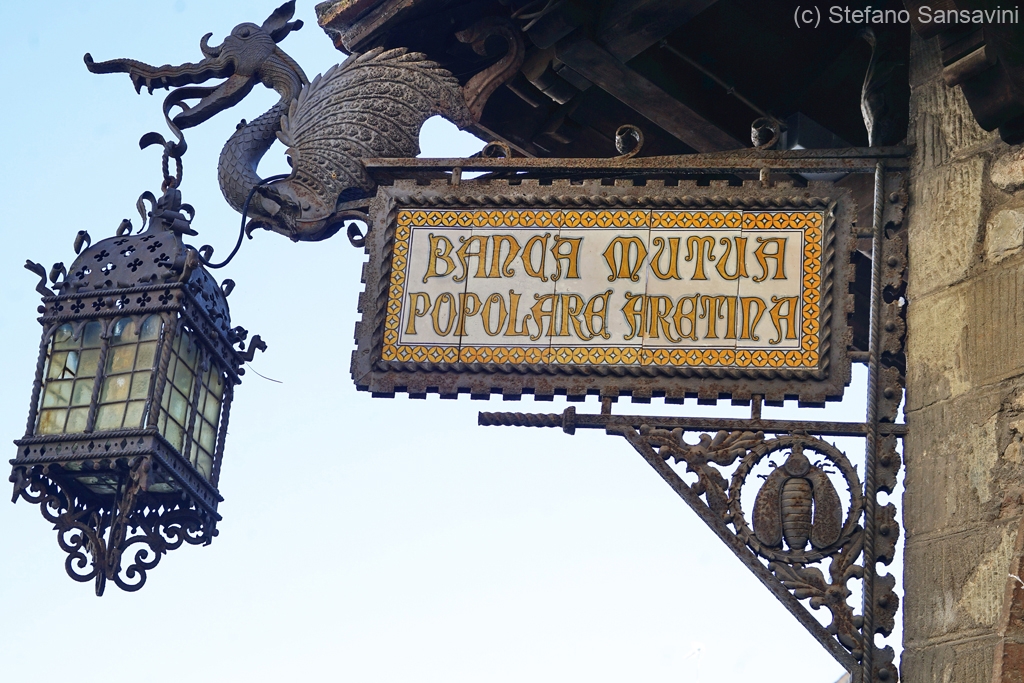 (c) Stefano Sansavini
BANCA MUTUA
POPOLARE ARETINA